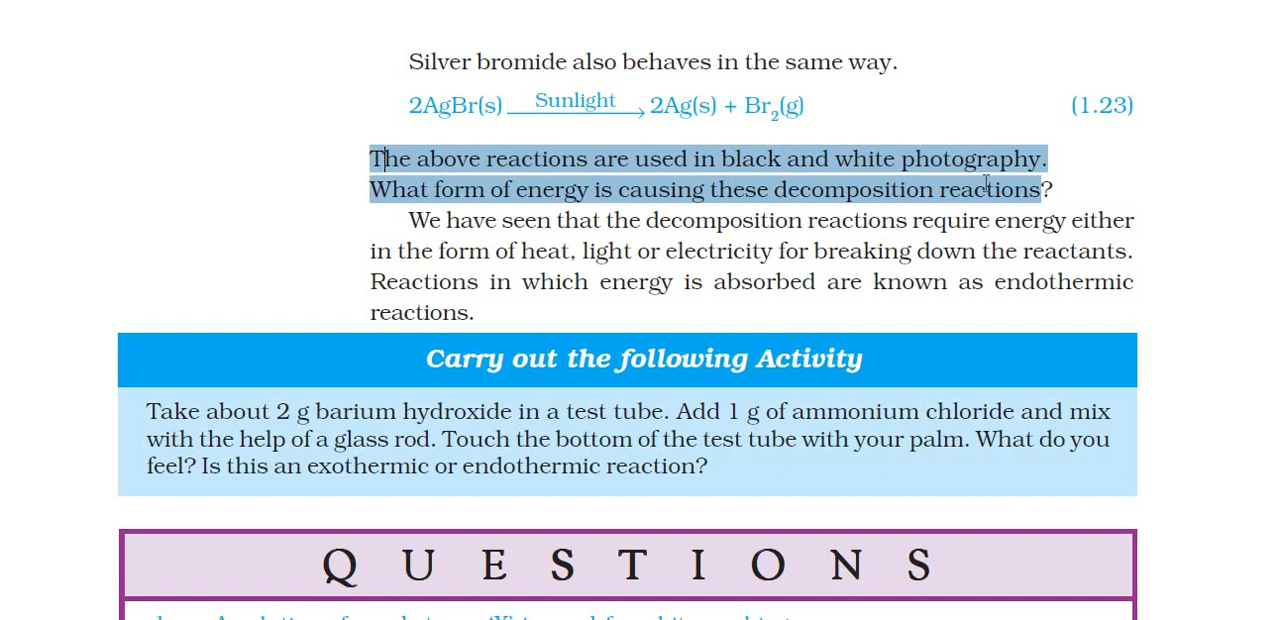 Silver bromide also behaves in the same way.
2AgBr(s) Sunlight → 2Ag(s) + Br₂(g) (1.23)
The above reactions are used in black and white photography.
What form of energy is causing these decomposition reactions?
We have seen that the decomposition reactions require energy either
in the form of heat, light or electricity for breaking down the reactants.
Reactions in which energy is absorbed are known as endothermic
reactions.
Carry out the following Activity
Take about 2 g barium hydroxide in a test tube. Add 1 g of ammonium chloride and mix
with the help of a glass rod. Touch the bottom of the test tube with your palm. What do you
feel? Is this an exothermic or endothermic reaction?
QUESTIONS